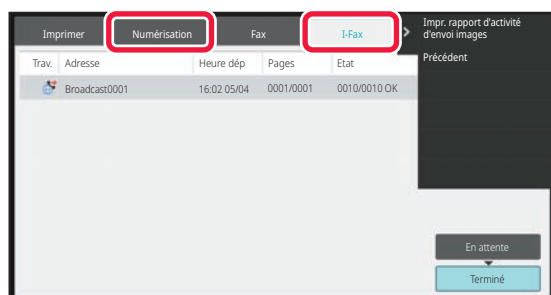 Imprimer Numérisation Fax I-Fax
Impr. rapport d'activité
d'envoi images
Précédent
Trav. Adresse Heure dép Pages Etat
Broadcast0001 16:02 05/04 0001/0001 0010/0010 OK
En attente
Terminé